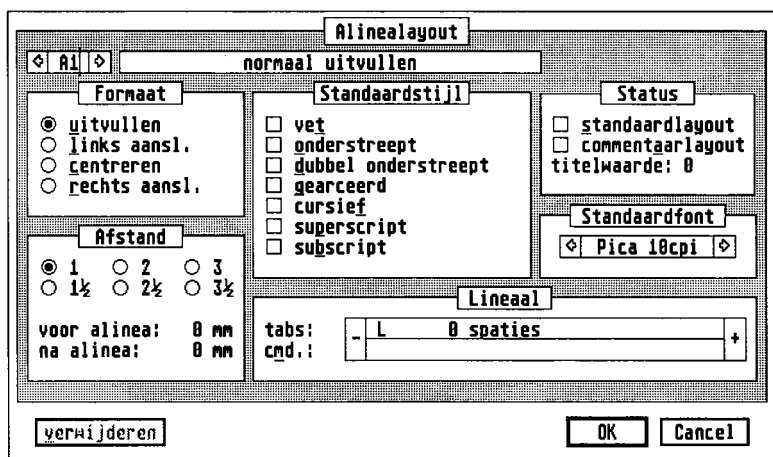 Alinealayout
A1 normaal uitvullen
Formaat
uitvullen
links aansl.
centreren
rechts aansl.
Standaardstijl
vet
onderstreept
dubbel onderstreept
gearceerd
cursief
superscript
subscript
Status
standaardlayout
commentaarlayout
titelwaarde: 0
Standaardfont
Pica 10cpi
Afstand
1 2 3
1½ 2½ 3½
voor alinea: 0 mm
na alinea: 0 mm
Lineaal
tabs: - L 0 spaties +
cmd.:
verwijderen OK Cancel